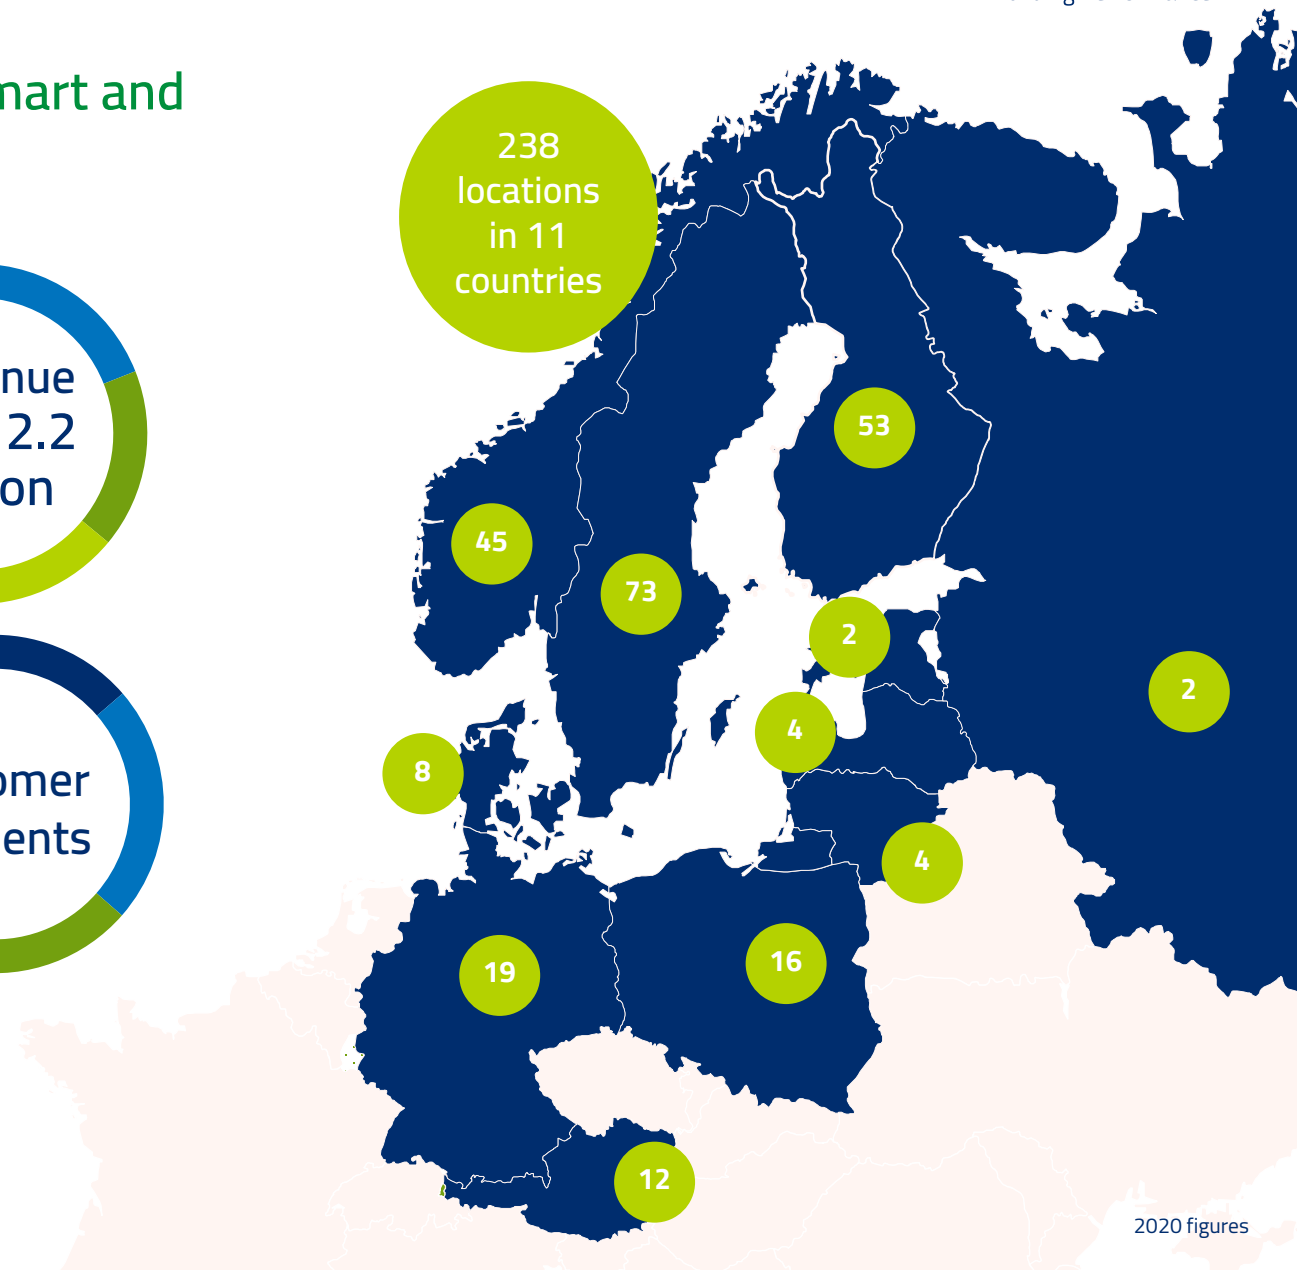 mart and
238
locations
in 11
countries
nue
2.2
on
omer
ents
53
45
73
2
4
2
8
4
19
16
12
2020 figures